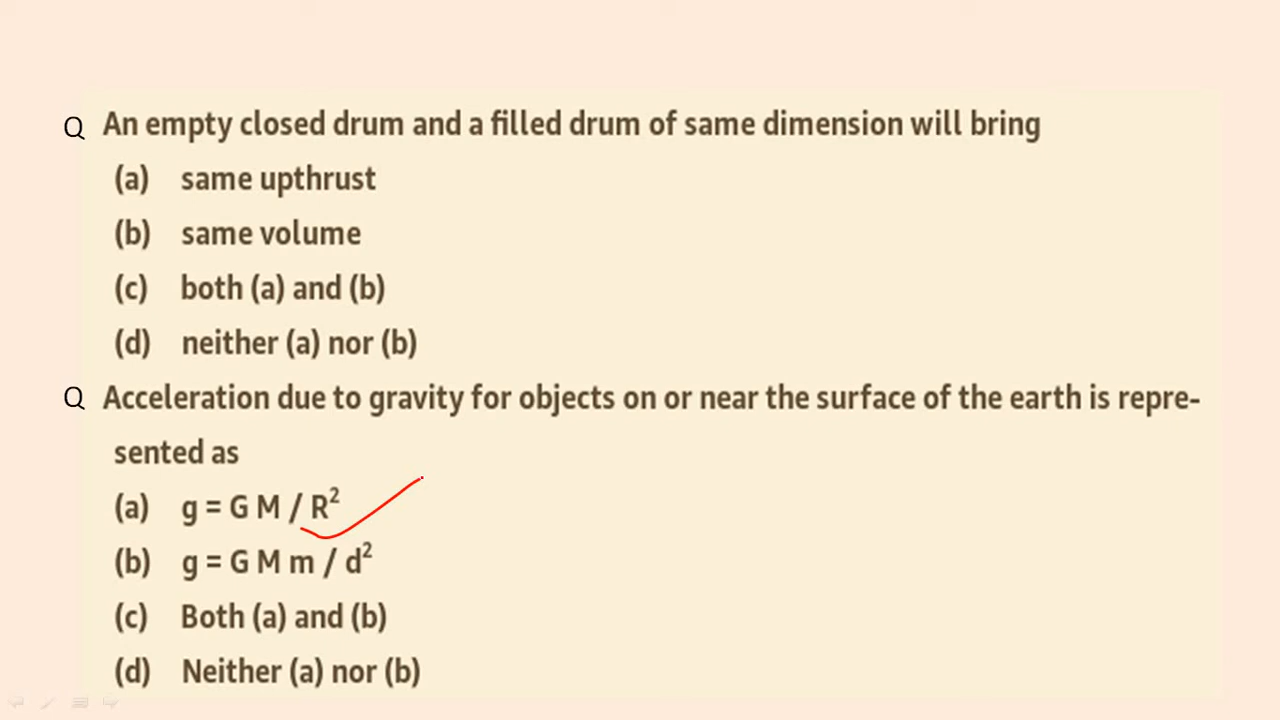 Q An empty closed drum and a filled drum of same dimension will bring
(a) same upthrust
(b) same volume
(c) both (a) and (b)
(d) neither (a) nor (b)
Q Acceleration due to gravity for objects on or near the surface of the earth is repre-
sented as
(a) g = G M / R²
(b) g = G M m / d²
(c) Both (a) and (b)
(d) Neither (a) nor (b)